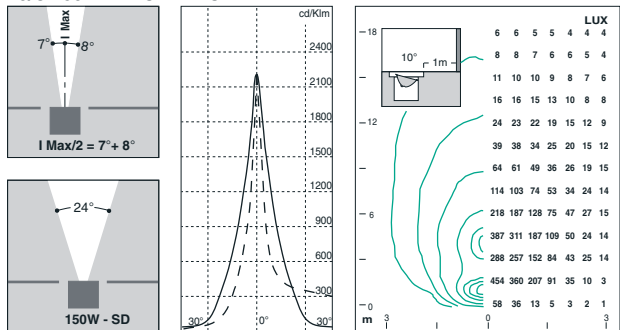 I Max
7° 8°
I Max/2 = 7°+ 8°
24°
150W - SD
cd/Klm
2400
2100
1800
1500
1200
900
600
300
30° 0° 30°
LUX
18
12
6
0
m
10°
1m
6 6 5 5 4 4 4
8 8 7 6 6 5 4
11 10 10 9 8 7 6
16 16 15 13 10 8 8
24 23 22 19 15 12 9
39 38 34 25 20 15 12
64 61 49 36 26 19 15
114 103 74 53 34 24 14
218 187 128 75 47 27 15
387 311 187 109 50 24 14
288 257 152 84 43 25 14
454 360 207 91 35 10 3
58 36 13 5 3 2 1
3 0 3